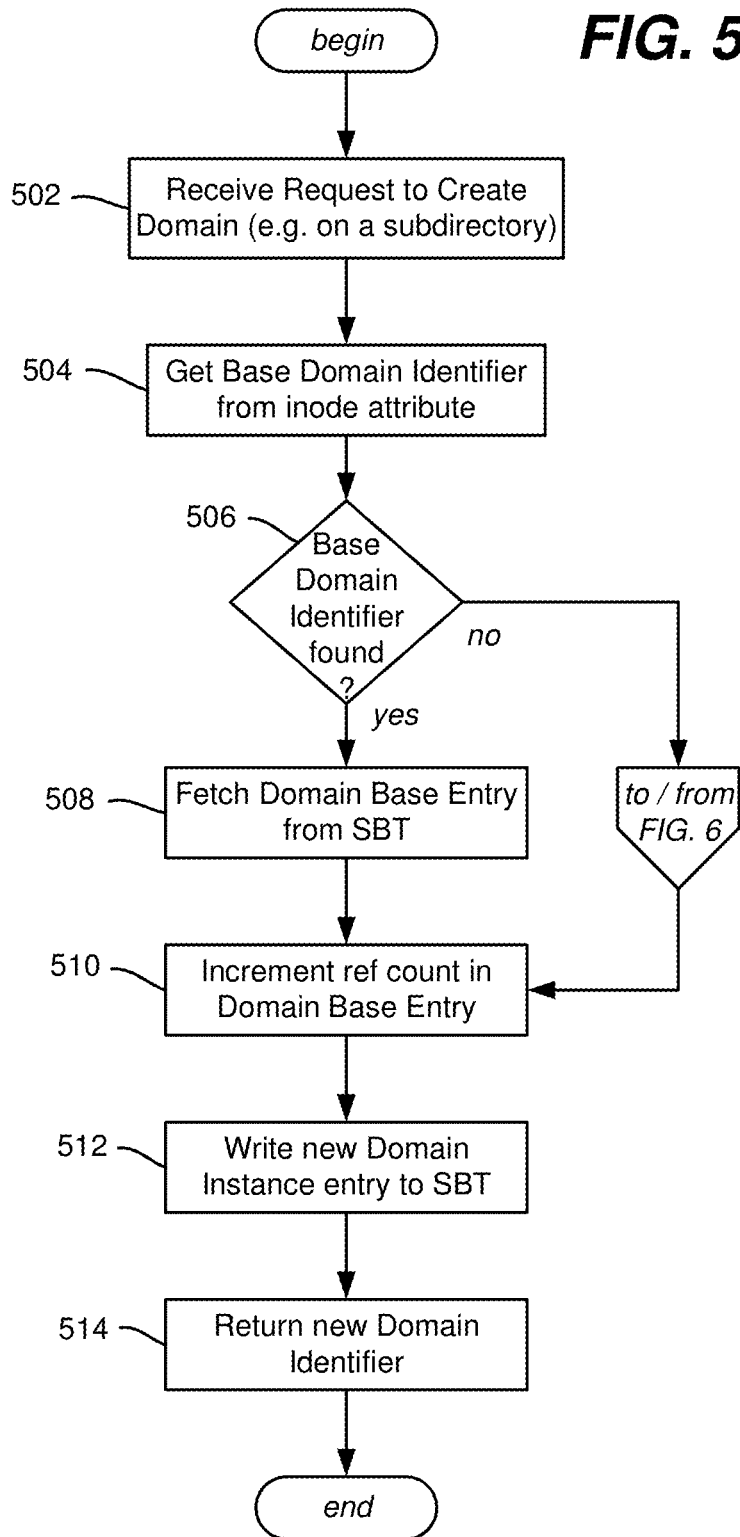 begin
FIG. 5
502
Receive Request to Create
Domain (e.g. on a subdirectory)
504
Get Base Domain Identifier
from inode attribute
506
Base
Domain
Identifier
found
?
no
yes
508
Fetch Domain Base Entry
from SBT
to / from
FIG. 6
510
Increment ref count in
Domain Base Entry
512
Write new Domain
Instance entry to SBT
514
Return new Domain
Identifier
end